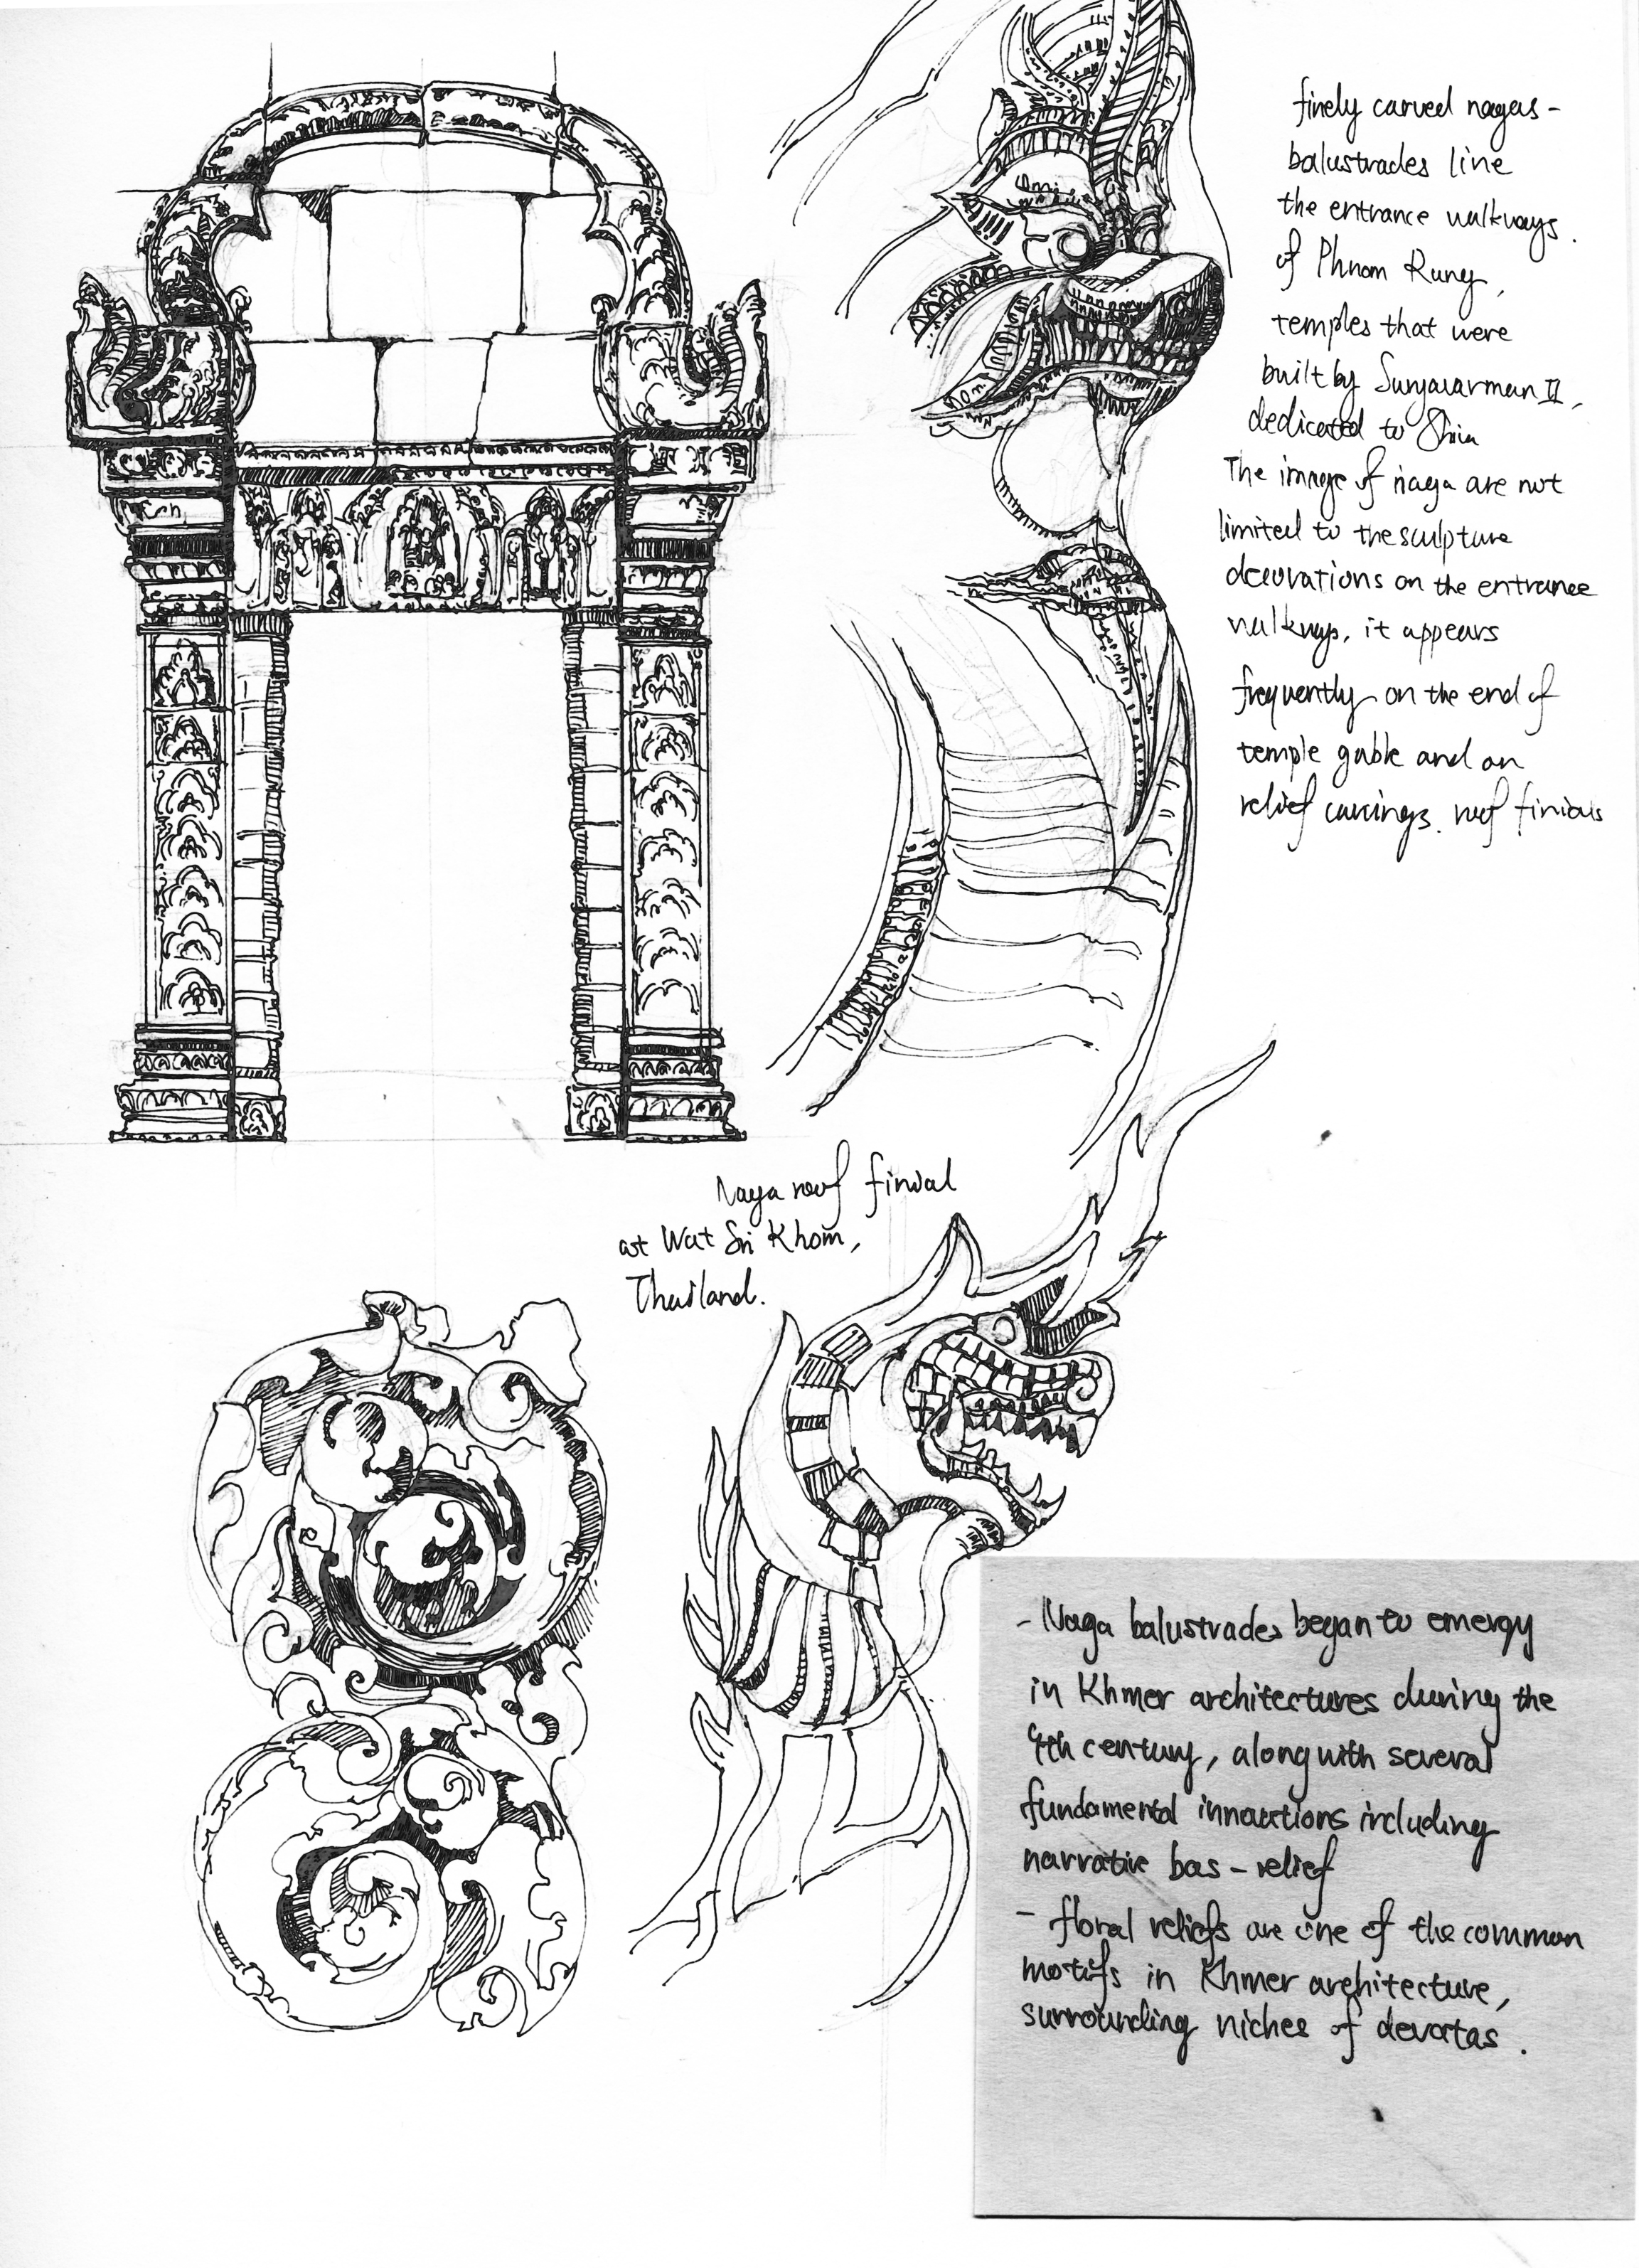 finely carved nagas -
balustrades line
the entrance walkways.
of Phnom Rung,
temples that were
built by Suryavarman II,
dedicated to Shiva
The image of naga are not
limited to the sculpture
decorations on the entrance
walkways, it appears
frequently on the end of
temple gable and on
relief carvings. roof finials
Naga roof finial
at Wat Sri Khom,
Thailand.
- Naga balustrades began to emergy
in Khmer architectures during the
9th century, along with several
fundamental innovations including
narrative bas - relief
- floral reliefs are one of the common
motifs in Khmer architecture,
surrounding niches of devatas.